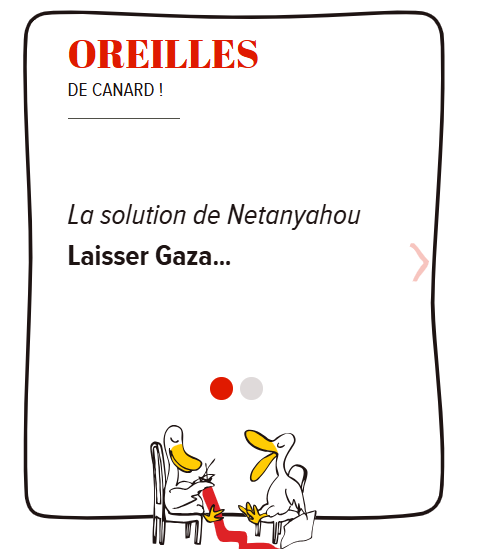 OREILLES
DE CANARD !
La solution de Netanyahou
Laisser Gaza...